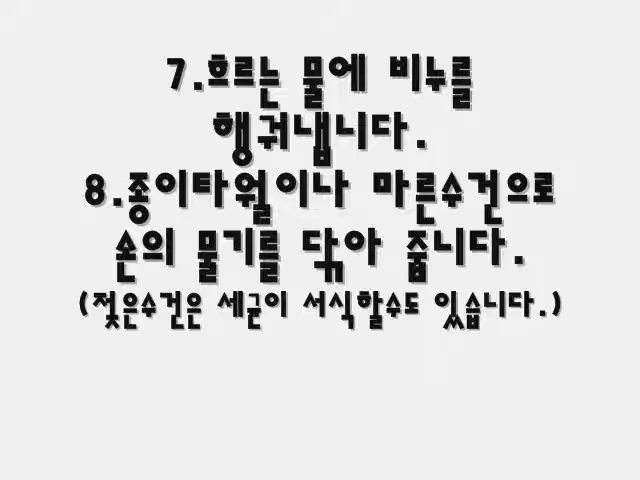 7.흐르는 물에 비누를
행궈냅니다.
8.종이타월이나 마른수건으로
손의 물기를 닦아 줍니다.
(젖은수건은 세균이 서식할수도 있습니다.)